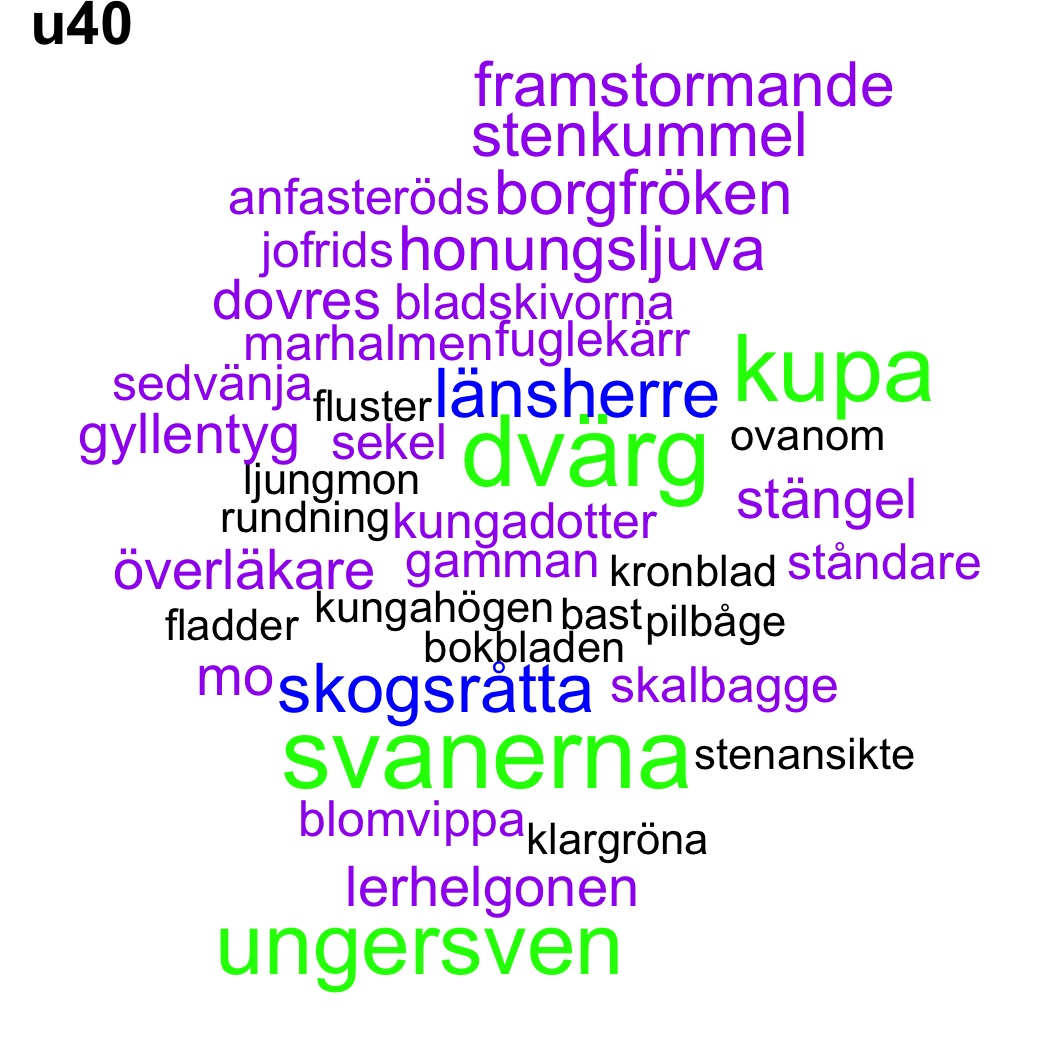 u40
framstormande
stenkummel
anfasteröds borgfröken
jofrids honungsljuva
dovres bladskivorna
marhalmen fuglekärr
kupa
sedvänja fluster länsherre
gyllentyg sekel dvärg ovanom
ljungmon stängel
rundning kungadotter
överläkare gamman kronblad ståndare
fladder kungahögen bast pilbåge
bokbladen
mo skogsråtta skalbagge
svanerna stenansikte
blomvippa klargröna
lerhelgonen
ungersven